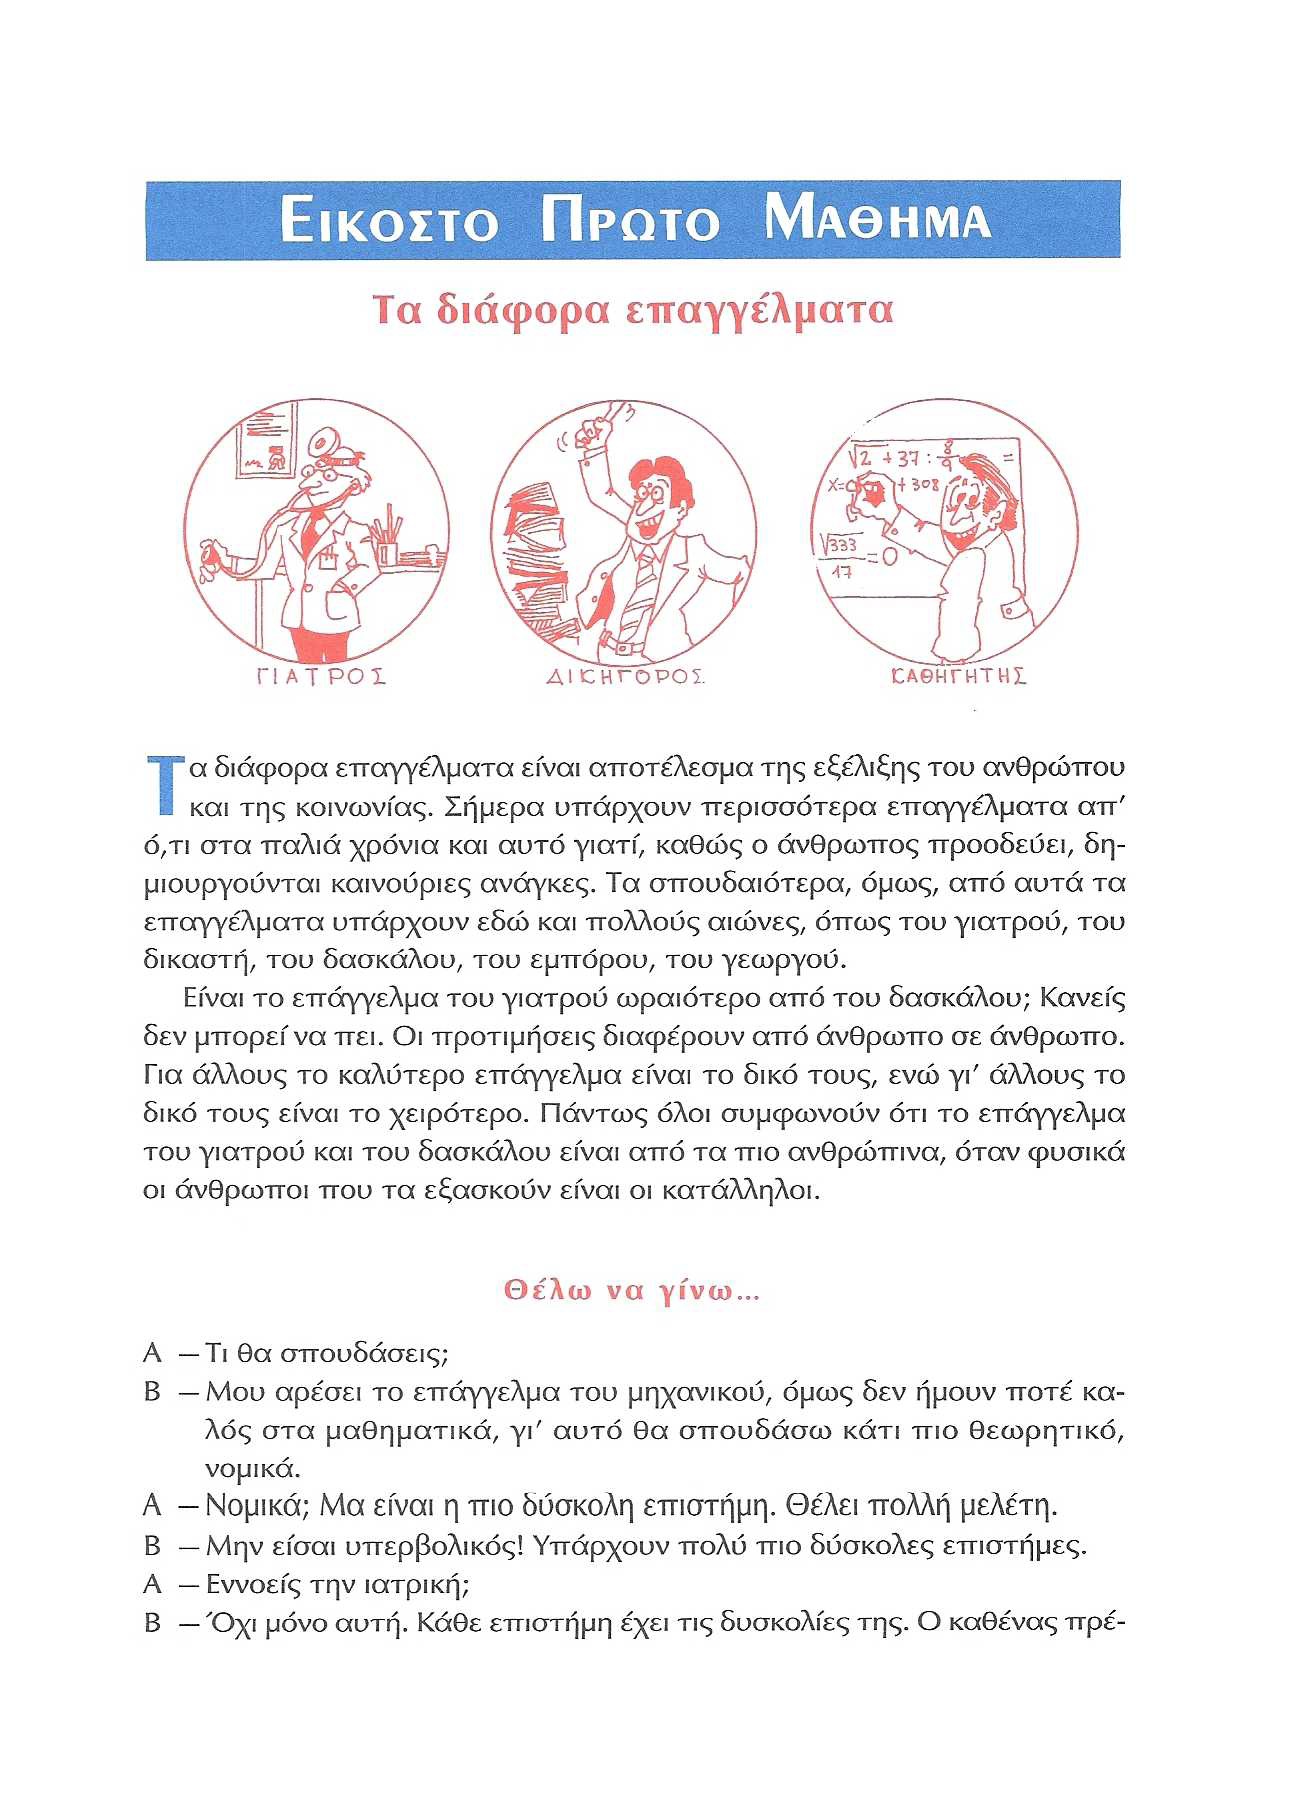 ΕΙΚΟΣΤΟ ΠΡΩΤΟ ΜΑΘΗΜΑ
Τα διάφορα επαγγέλματα
√2 + 37 : 8/9 =
+ 308
√333
17
=0
ΓΙΑΤΡΟΣ ΔΙΚΗΓΟΡΟΣ ΚΑΘΗΓΗΤΗΣ
Τα διάφορα επαγγέλματα είναι αποτέλεσμα της εξέλιξης του ανθρώπου
και της κοινωνίας. Σήμερα υπάρχουν περισσότερα επαγγέλματα απ’
ό,τι στα παλιά χρόνια και αυτό γιατί, καθώς ο άνθρωπος προοδεύει, δη-
μιουργούνται καινούριες ανάγκες. Τα σπουδαιότερα, όμως, από αυτά τα
επαγγέλματα υπάρχουν εδώ και πολλούς αιώνες, όπως του γιατρού, του
δικαστή, του δασκάλου, του εμπόρου, του γεωργού.
Είναι το επάγγελμα του γιατρού ωραιότερο από του δασκάλου; Κανείς
δεν μπορεί να πει. Οι προτιμήσεις διαφέρουν από άνθρωπο σε άνθρωπο.
Για άλλους το καλύτερο επάγγελμα είναι το δικό τους, ενώ γι’ άλλους το
δικό τους είναι το χειρότερο. Πάντως όλοι συμφωνούν ότι το επάγγελμα
του γιατρού και του δασκάλου είναι από τα πιο ανθρώπινα, όταν φυσικά
οι άνθρωποι που τα εξασκούν είναι οι κατάλληλοι.
Θέλω να γίνω...
Α – Τι θα σπουδάσεις;
Β – Μου αρέσει το επάγγελμα του μηχανικού, όμως δεν ήμουν ποτέ κα-
λός στα μαθηματικά, γι’ αυτό θα σπουδάσω κάτι πιο θεωρητικό,
νομικά.
Α – Νομικά; Μα είναι η πιο δύσκολη επιστήμη. Θέλει πολλή μελέτη.
Β – Μην είσαι υπερβολικός! Υπάρχουν πολύ πιο δύσκολες επιστήμες.
Α – Εννοείς την ιατρική;
Β – Όχι μόνο αυτή. Κάθε επιστήμη έχει τις δυσκολίες της. Ο καθένας πρέ-